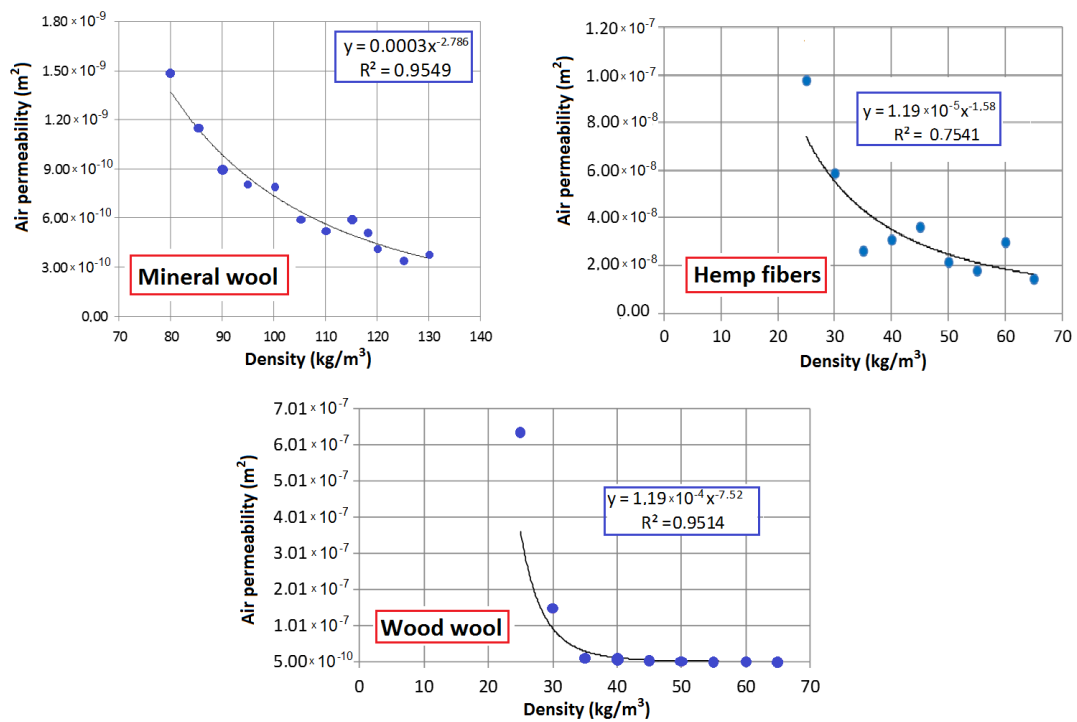 Air permeability (m²)
1.80 × 10⁻⁹
1.50 × 10⁻⁹
1.20 × 10⁻⁹
9.00 × 10⁻¹⁰
6.00 × 10⁻¹⁰
3.00 × 10⁻¹⁰
0.00
y = 0.0003x⁻²·⁷⁸⁶
R² = 0.9549
Mineral wool
70 80 90 100 110 120 130 140
Density (kg/m³)
Air permeability (m²)
1.20 × 10⁻⁷
1.00 × 10⁻⁷
8.00 × 10⁻⁸
6.00 × 10⁻⁸
4.00 × 10⁻⁸
2.00 × 10⁻⁸
0.00
y = 1.19 × 10⁻⁵x⁻¹·⁵⁸
R² = 0.7541
Hemp fibers
0 10 20 30 40 50 60 70
Density (kg/m³)
Air permeability (m²)
7.01 × 10⁻⁷
6.01 × 10⁻⁷
5.01 × 10⁻⁷
4.01 × 10⁻⁷
3.01 × 10⁻⁷
2.01 × 10⁻⁷
1.01 × 10⁻⁷
5.00 × 10⁻¹⁰
y = 1.19 × 10⁻⁴x⁻⁷·⁵²
R² = 0.9514
Wood wool
0 10 20 30 40 50 60 70
Density (kg/m³)